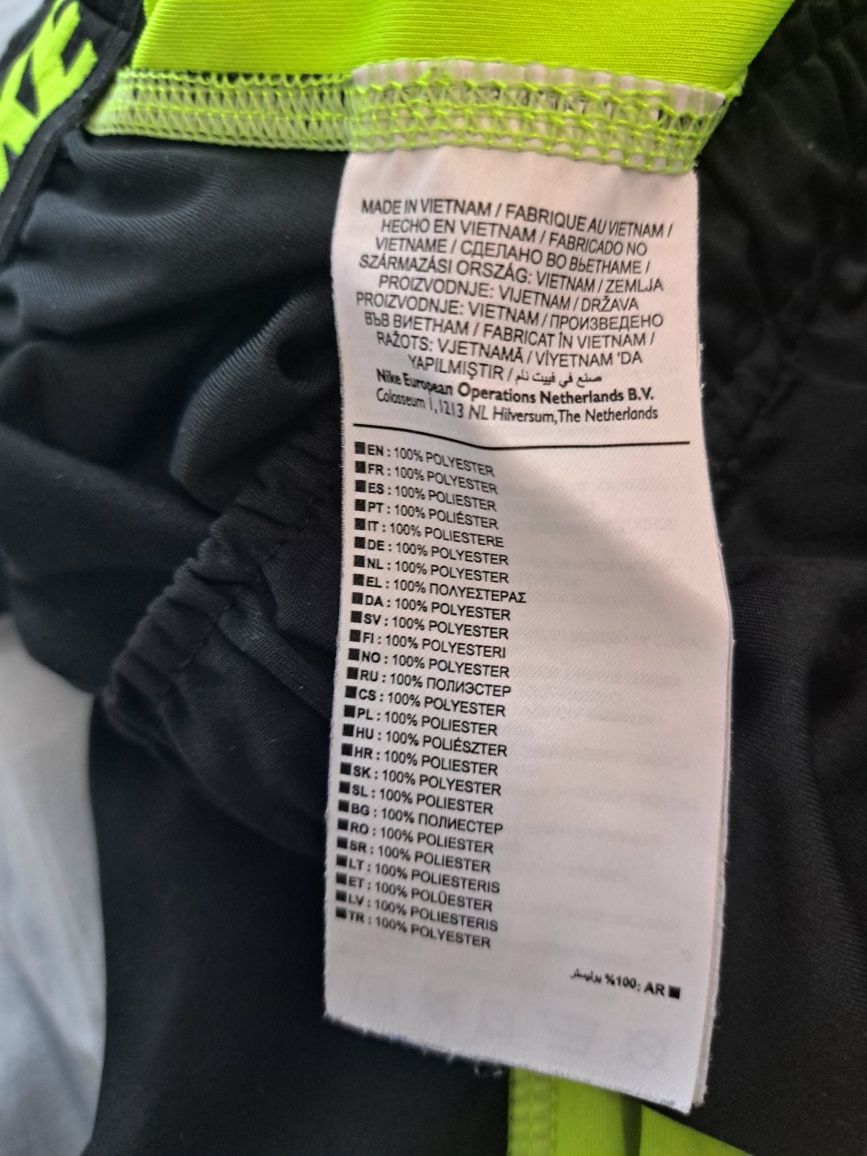 NIKE
MADE IN VIETNAM / FABRIQUE AU VIETNAM /
HECHO EN VIETNAM / FABRICADO NO
VIETNAME / СДЕЛАНО ВО ВЬЕТНАМЕ /
SZÁRMAZÁSI ORSZÁG: VIETNAM / ZEMLJA
PROIZVODNJE: VIJETNAM / DRŽAVA
PROIZVODNJE: VIETNAM / ПРОИЗВЕДЕНО
ВЪВ ВИЕТНАМ / FABRICAT ÎN VIETNAM /
RAŽOTS: VJETNAMĀ / VİYETNAM 'DA
YAPILMIŞTIR / صنع في فييت نام
Nike European Operations Netherlands B.V.
Colosseum 1, 1213 NL Hilversum, The Netherlands
EN : 100% POLYESTER
FR : 100% POLYESTER
ES : 100% POLIESTER
PT : 100% POLIÉSTER
IT : 100% POLIESTERE
DE : 100% POLYESTER
NL : 100% POLYESTER
EL : 100% ΠΟΛΥΕΣΤΕΡΑΣ
DA : 100% POLYESTER
SV : 100% POLYESTER
FI : 100% POLYESTERI
NO : 100% POLYESTER
RU : 100% ПОЛИЭСТЕР
CS : 100% POLYESTER
PL : 100% POLIESTER
HU : 100% POLIÉSZTER
HR : 100% POLIESTER
SK : 100% POLYESTER
SL : 100% POLIESTER
BG : 100% ПОЛИЕСТЕР
RO : 100% POLIESTER
SR : 100% POLIESTER
LT : 100% POLIESTERIS
ET : 100% POLÜESTER
LV : 100% POLIESTERIS
TR : 100% POLYESTER
AR :100% بوليستر